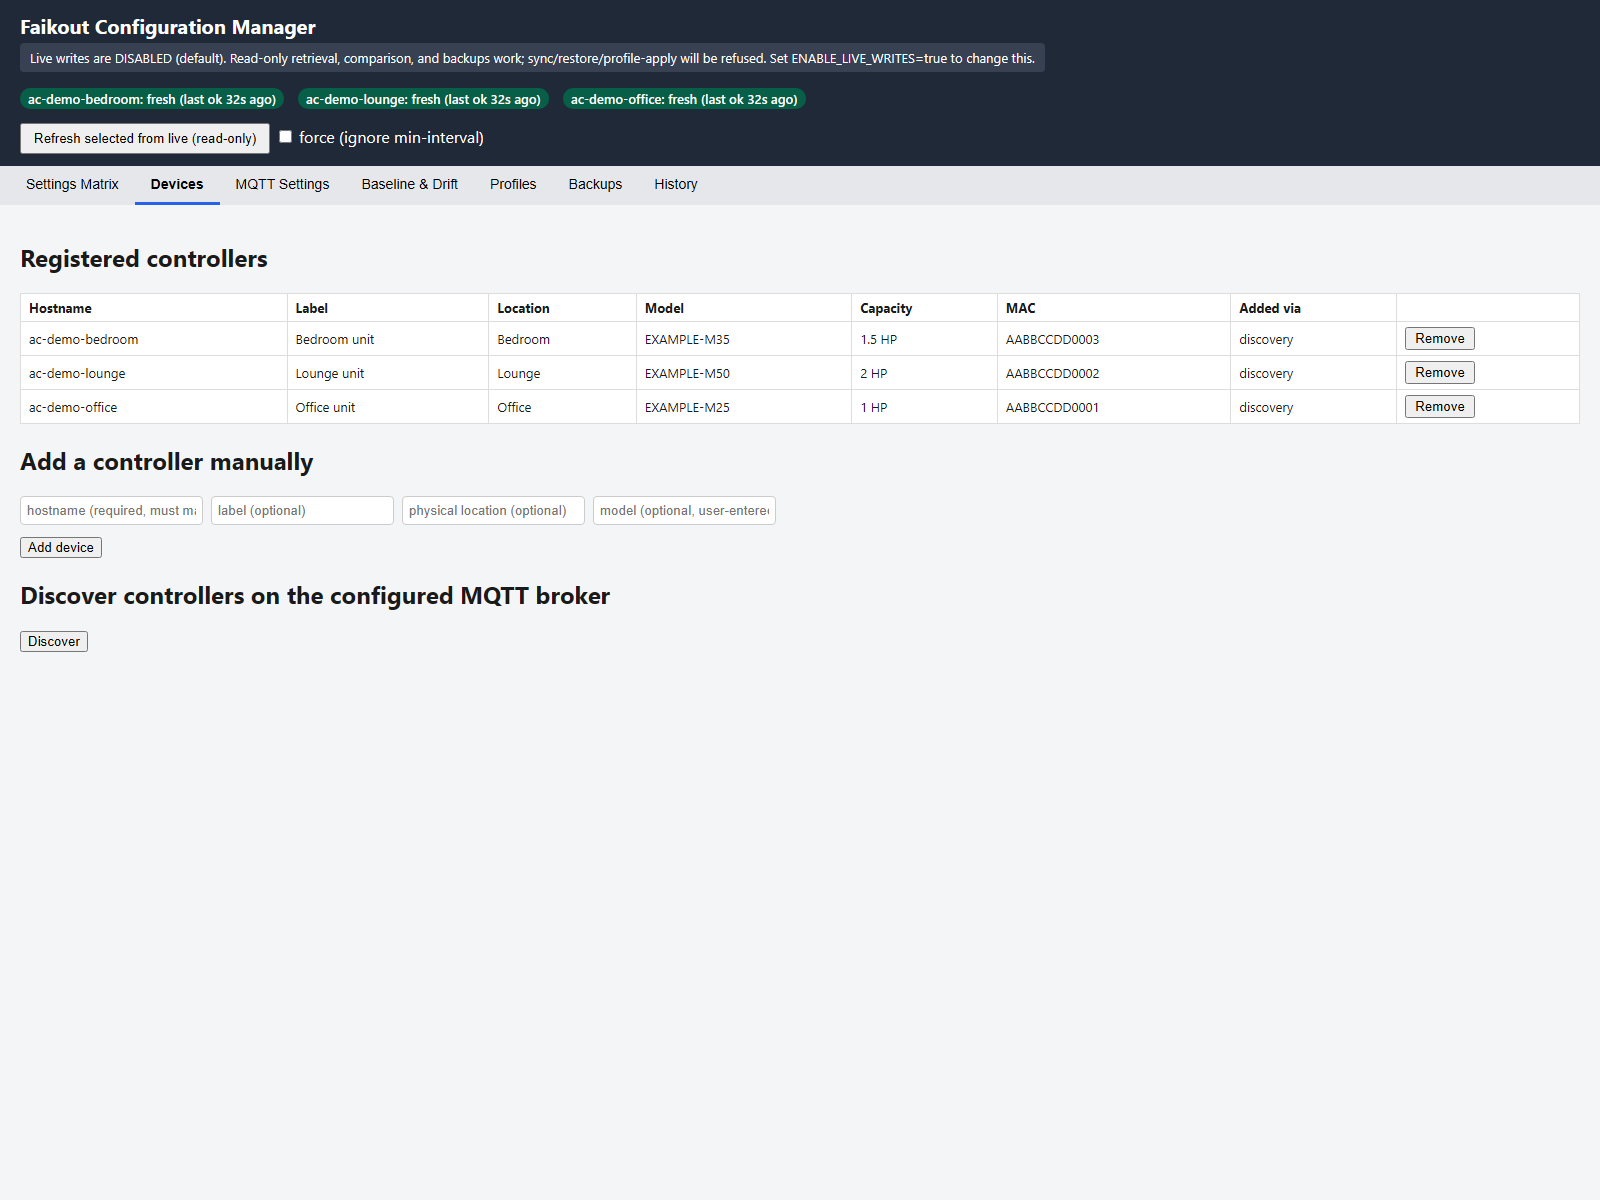 Faikout Configuration Manager
Live writes are DISABLED (default). Read-only retrieval, comparison, and backups work; sync/restore/profile-apply will be refused. Set ENABLE_LIVE_WRITES=true to change this.
ac-demo-bedroom: fresh (last ok 32s ago) ac-demo-lounge: fresh (last ok 32s ago) ac-demo-office: fresh (last ok 32s ago)
Refresh selected from live (read-only) force (ignore min-interval)
Settings Matrix Devices MQTT Settings Baseline & Drift Profiles Backups History
Registered controllers
Hostname Label Location Model Capacity MAC Added via
ac-demo-bedroom Bedroom unit Bedroom EXAMPLE-M35 1.5 HP AABBCCDD0003 discovery Remove
ac-demo-lounge Lounge unit Lounge EXAMPLE-M50 2 HP AABBCCDD0002 discovery Remove
ac-demo-office Office unit Office EXAMPLE-M25 1 HP AABBCCDD0001 discovery Remove
Add a controller manually
hostname (required, must ma label (optional) physical location (optional) model (optional, user-entered
Add device
Discover controllers on the configured MQTT broker
Discover